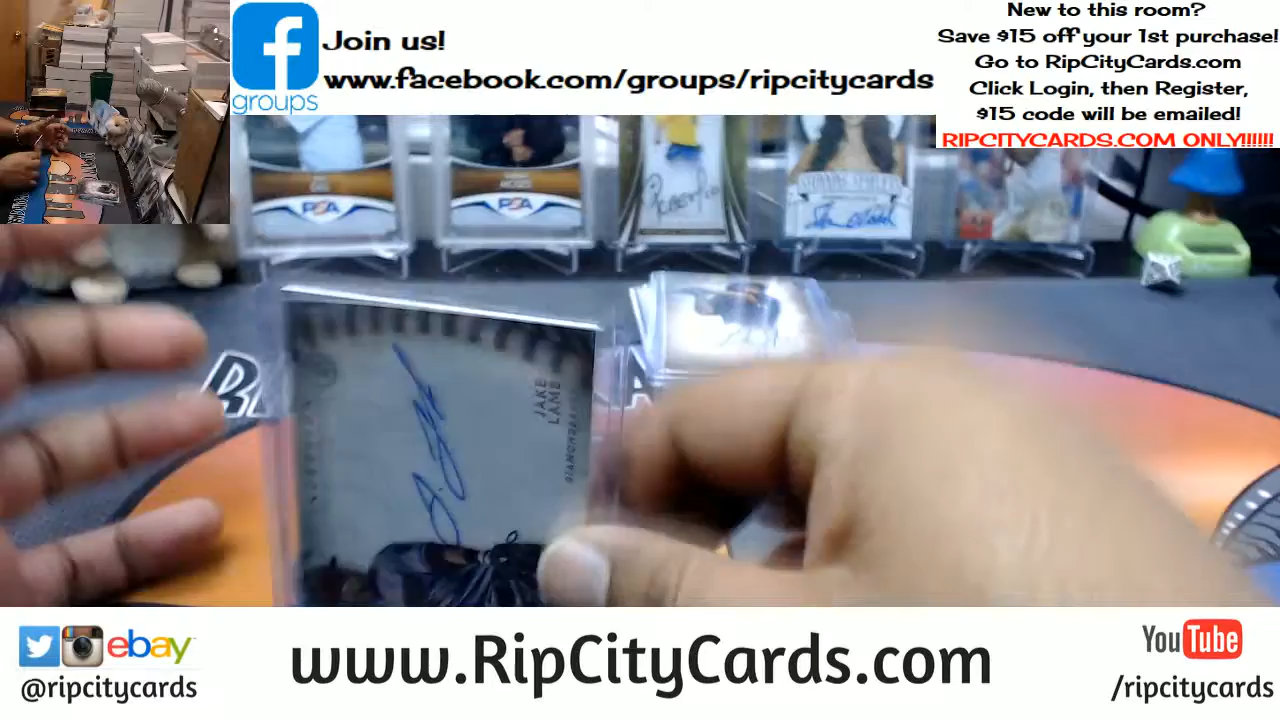 Join us!
www.facebook.com/groups/ripcitycards
groups
New to this room?
Save $15 off your 1st purchase!
Go to RipCityCards.com
Click Login, then Register,
$15 code will be emailed!
RIPCITYCARDS.COM ONLY!!!!!!
PSA
PSA
JAKE
LAMB
DIAMONDBACKS
ebay
@ripcitycards
www.RipCityCards.com
YouTube
/ripcitycards